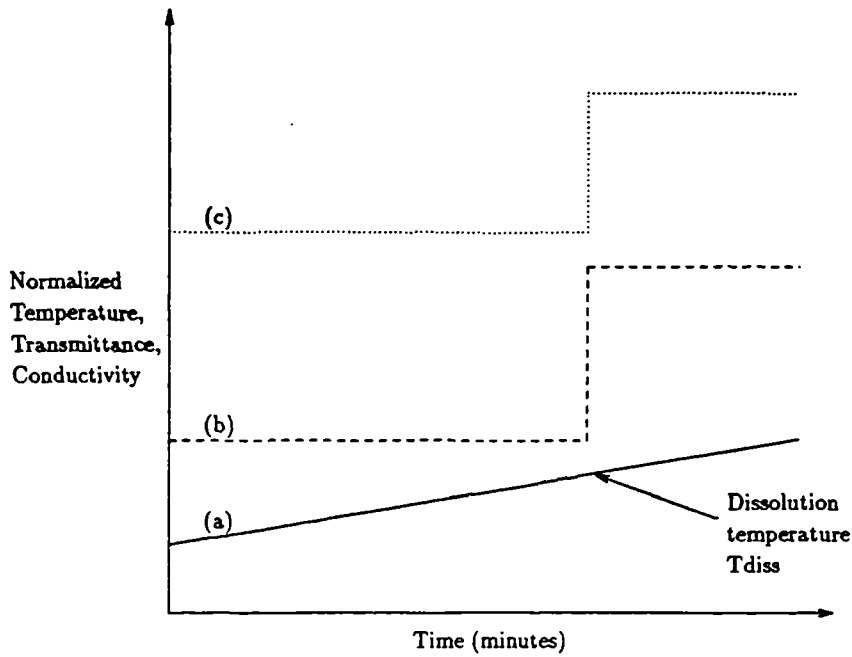 (c)
Normalized
Temperature,
Transmittance,
Conductivity
(b)
(a)
Dissolution
temperature
Tdiss
Time (minutes)